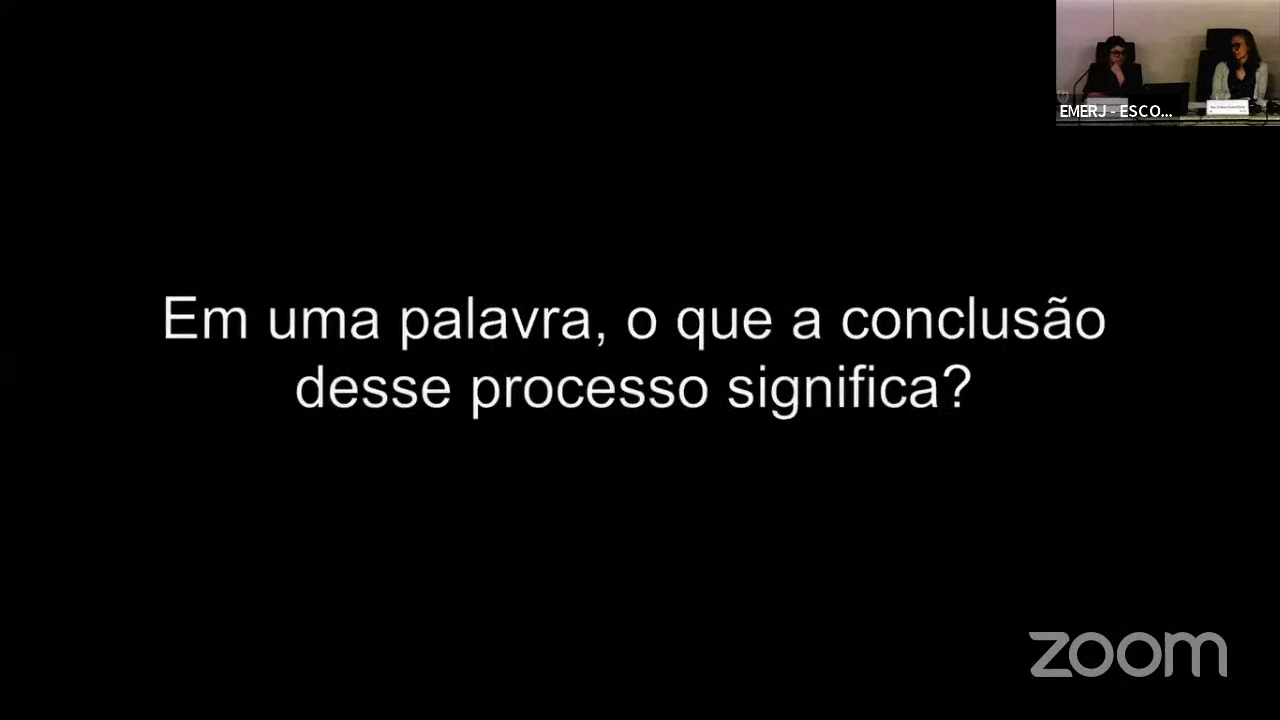 EMERJ - ESCO...
Em uma palavra, o que a conclusão
desse processo significa?
zoom